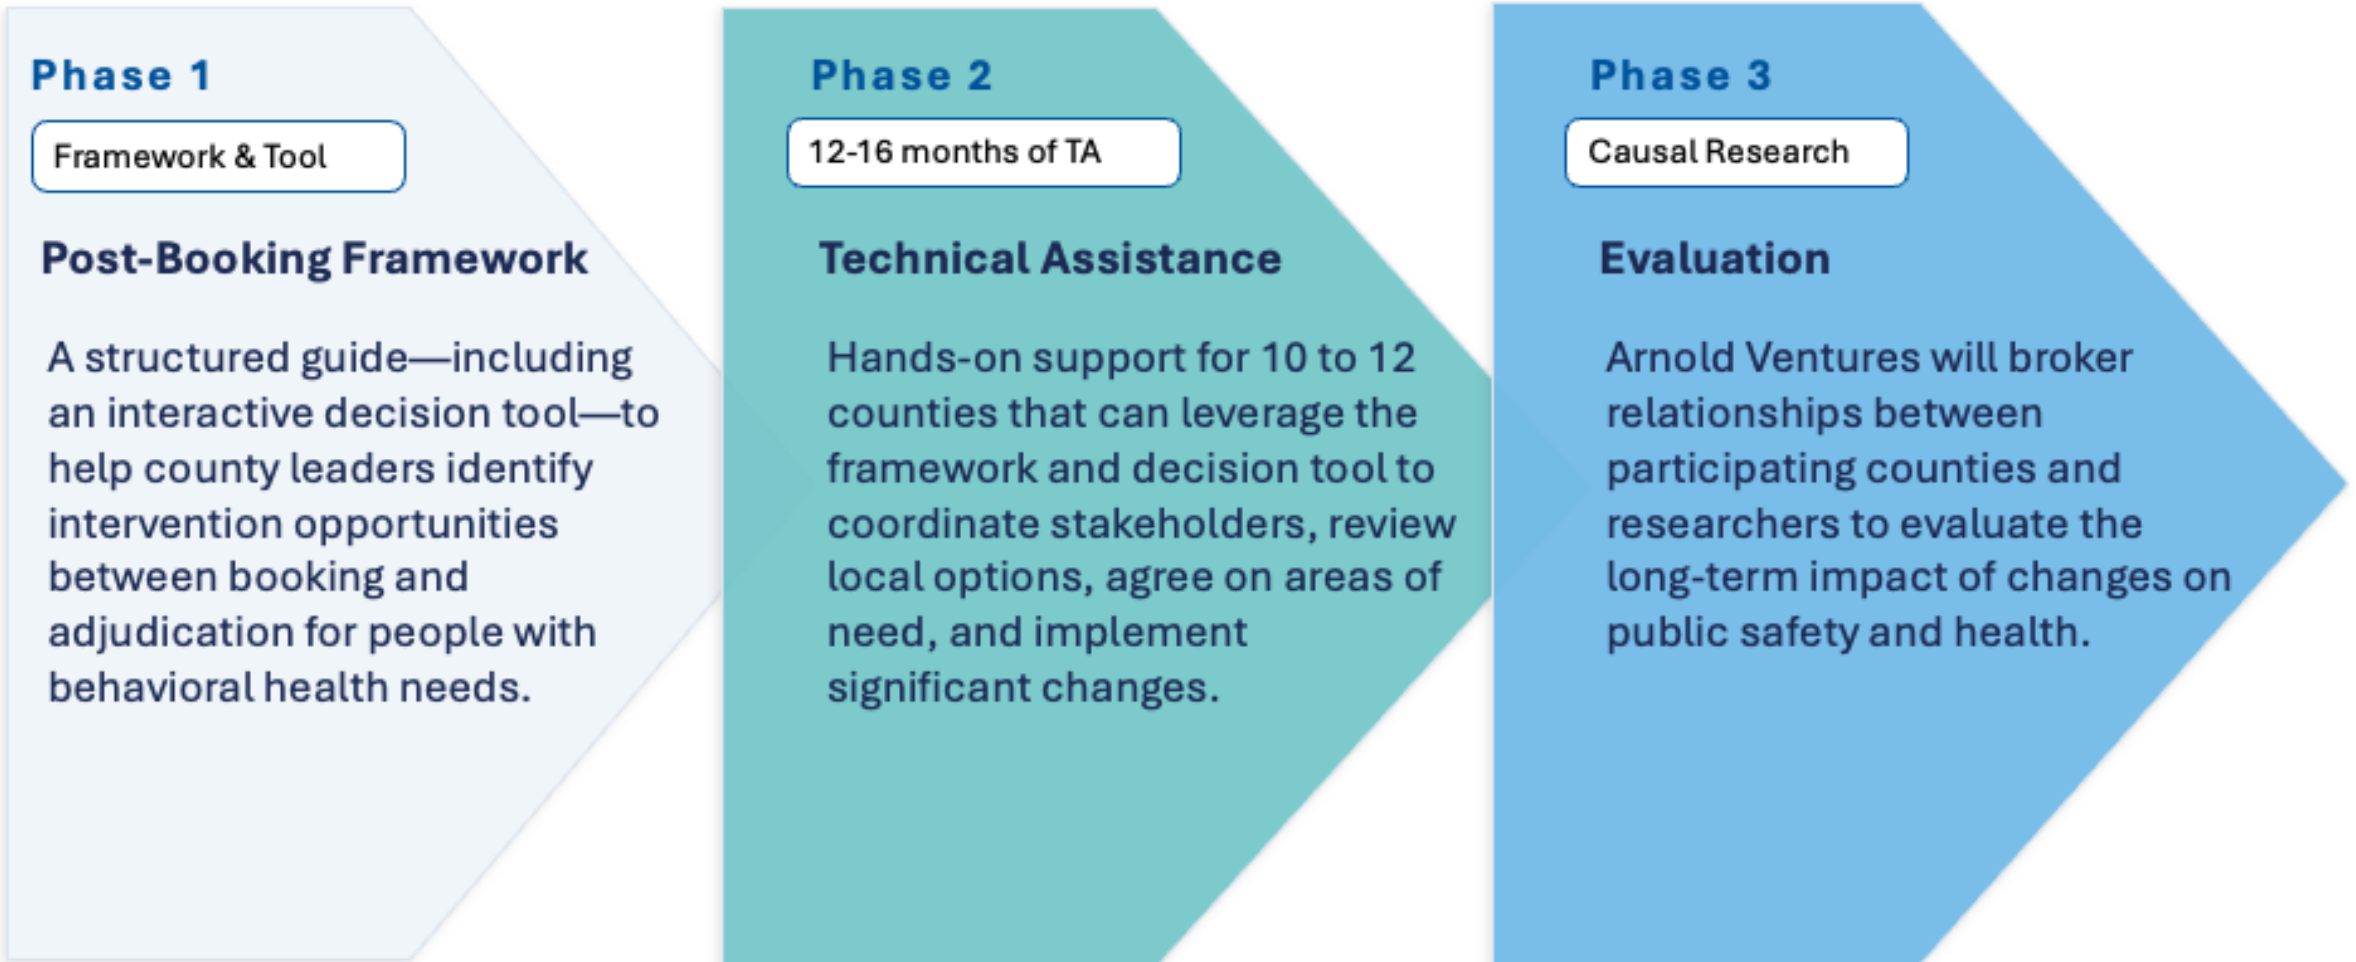 Phase 1
Framework & Tool
Post-Booking Framework
A structured guide—including
an interactive decision tool—to
help county leaders identify
intervention opportunities
between booking and
adjudication for people with
behavioral health needs.
Phase 2
12-16 months of TA
Technical Assistance
Hands-on support for 10 to 12
counties that can leverage the
framework and decision tool to
coordinate stakeholders, review
local options, agree on areas of
need, and implement
significant changes.
Phase 3
Causal Research
Evaluation
Arnold Ventures will broker
relationships between
participating counties and
researchers to evaluate the
long-term impact of changes on
public safety and health.